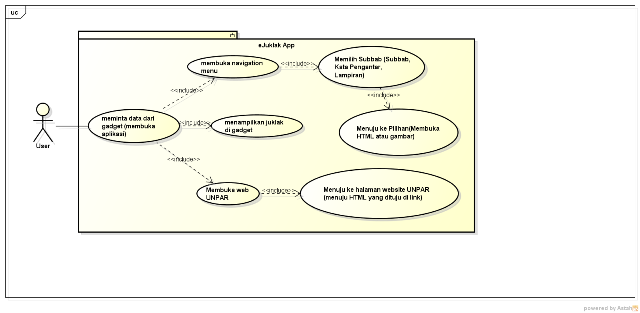 uc
eJuklak App
membuka navigation
menu
<<include>>
Memilih Subbab (Subbab,
Kata Pengantar,
Lampiran)
<<include>>
<<include>>
User
meminta data dari
gadget (membuka
aplikasi)
<<include>>
menampilkan juklak
di gadget
Menuju ke Pilihan(Membuka
HTML atau gambar)
<<include>>
Membuka web
UNPAR
<<include>>
Menuju ke halaman website UNPAR
(menuju HTML yang dituju di link)
powered by Astah